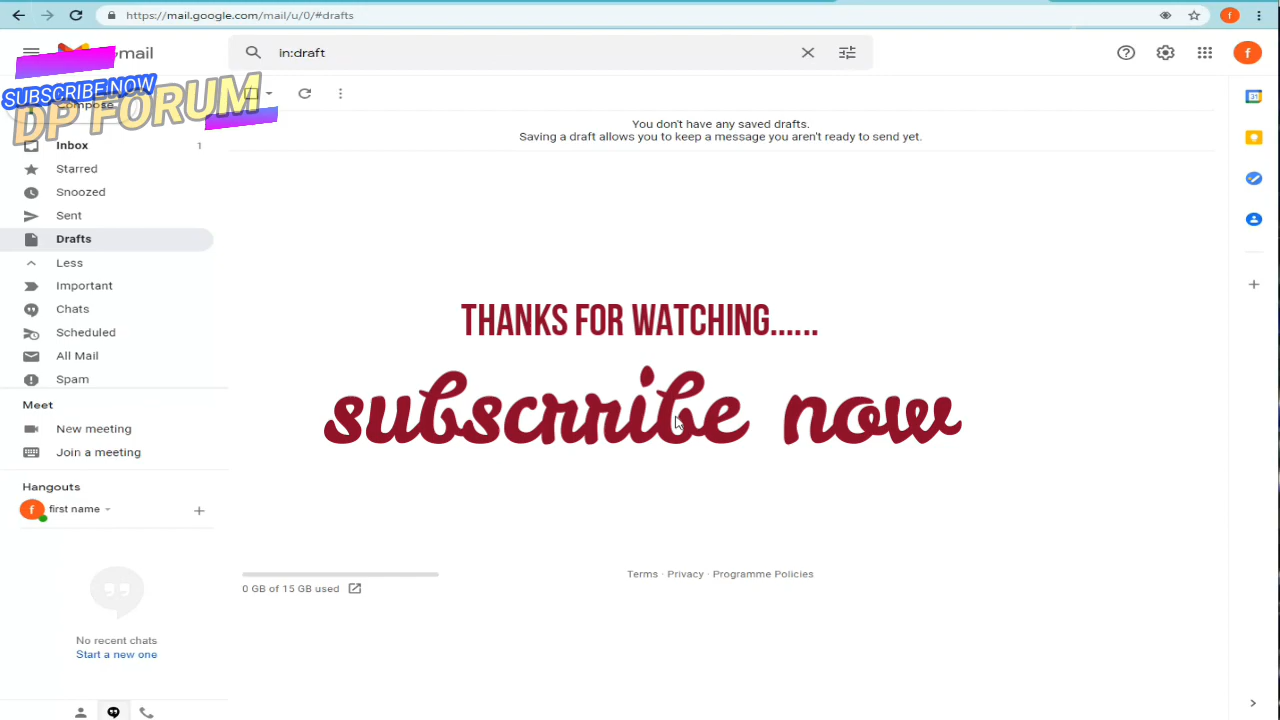 https://mail.google.com/mail/u/0/#drafts
f
mail
in:draft
f
SUBSCRIBE NOW
DP FORUM
Compose
You don't have any saved drafts.
Saving a draft allows you to keep a message you aren't ready to send yet.
Inbox 1
Starred
Snoozed
Sent
Drafts
Less
Important
Chats
Scheduled
All Mail
Spam
THANKS FOR WATCHING......
subscrribe now
Meet
New meeting
Join a meeting
Hangouts
f first name
0 GB of 15 GB used
Terms · Privacy · Programme Policies
No recent chats
Start a new one